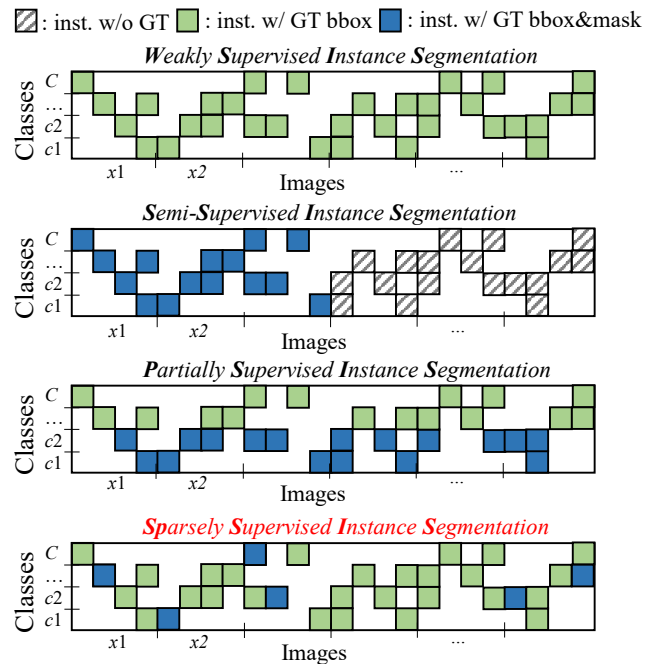 : inst. w/o GT : inst. w/ GT bbox : inst. w/ GT bbox&mask
Weakly Supervised Instance Segmentation
Classes
C
...
c2
c1
x1 x2 ...
Images
Semi-Supervised Instance Segmentation
Classes
C
...
c2
c1
x1 x2 ...
Images
Partially Supervised Instance Segmentation
Classes
C
...
c2
c1
x1 x2 ...
Images
Sparsely Supervised Instance Segmentation
Classes
C
...
c2
c1
x1 x2 ...
Images